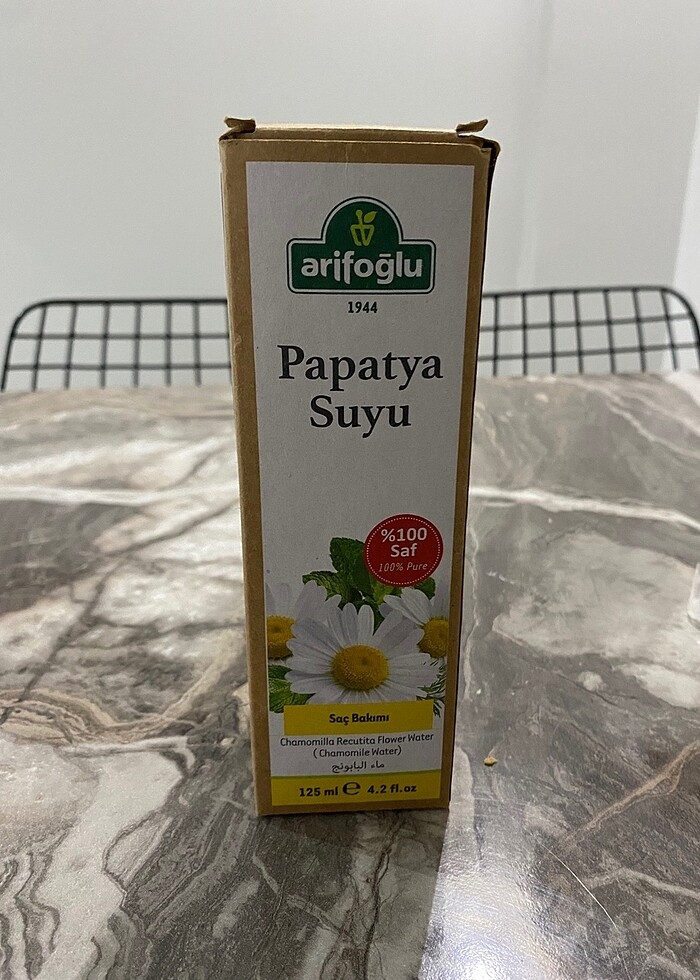 arifoğlu
1944
Papatya
Suyu
%100
Saf
100% Pure
Saç Bakımı
Chamomilla Recutita Flower Water
( Chamomile Water)
ماء البابونج
125 ml ℮ 4.2 fl.oz